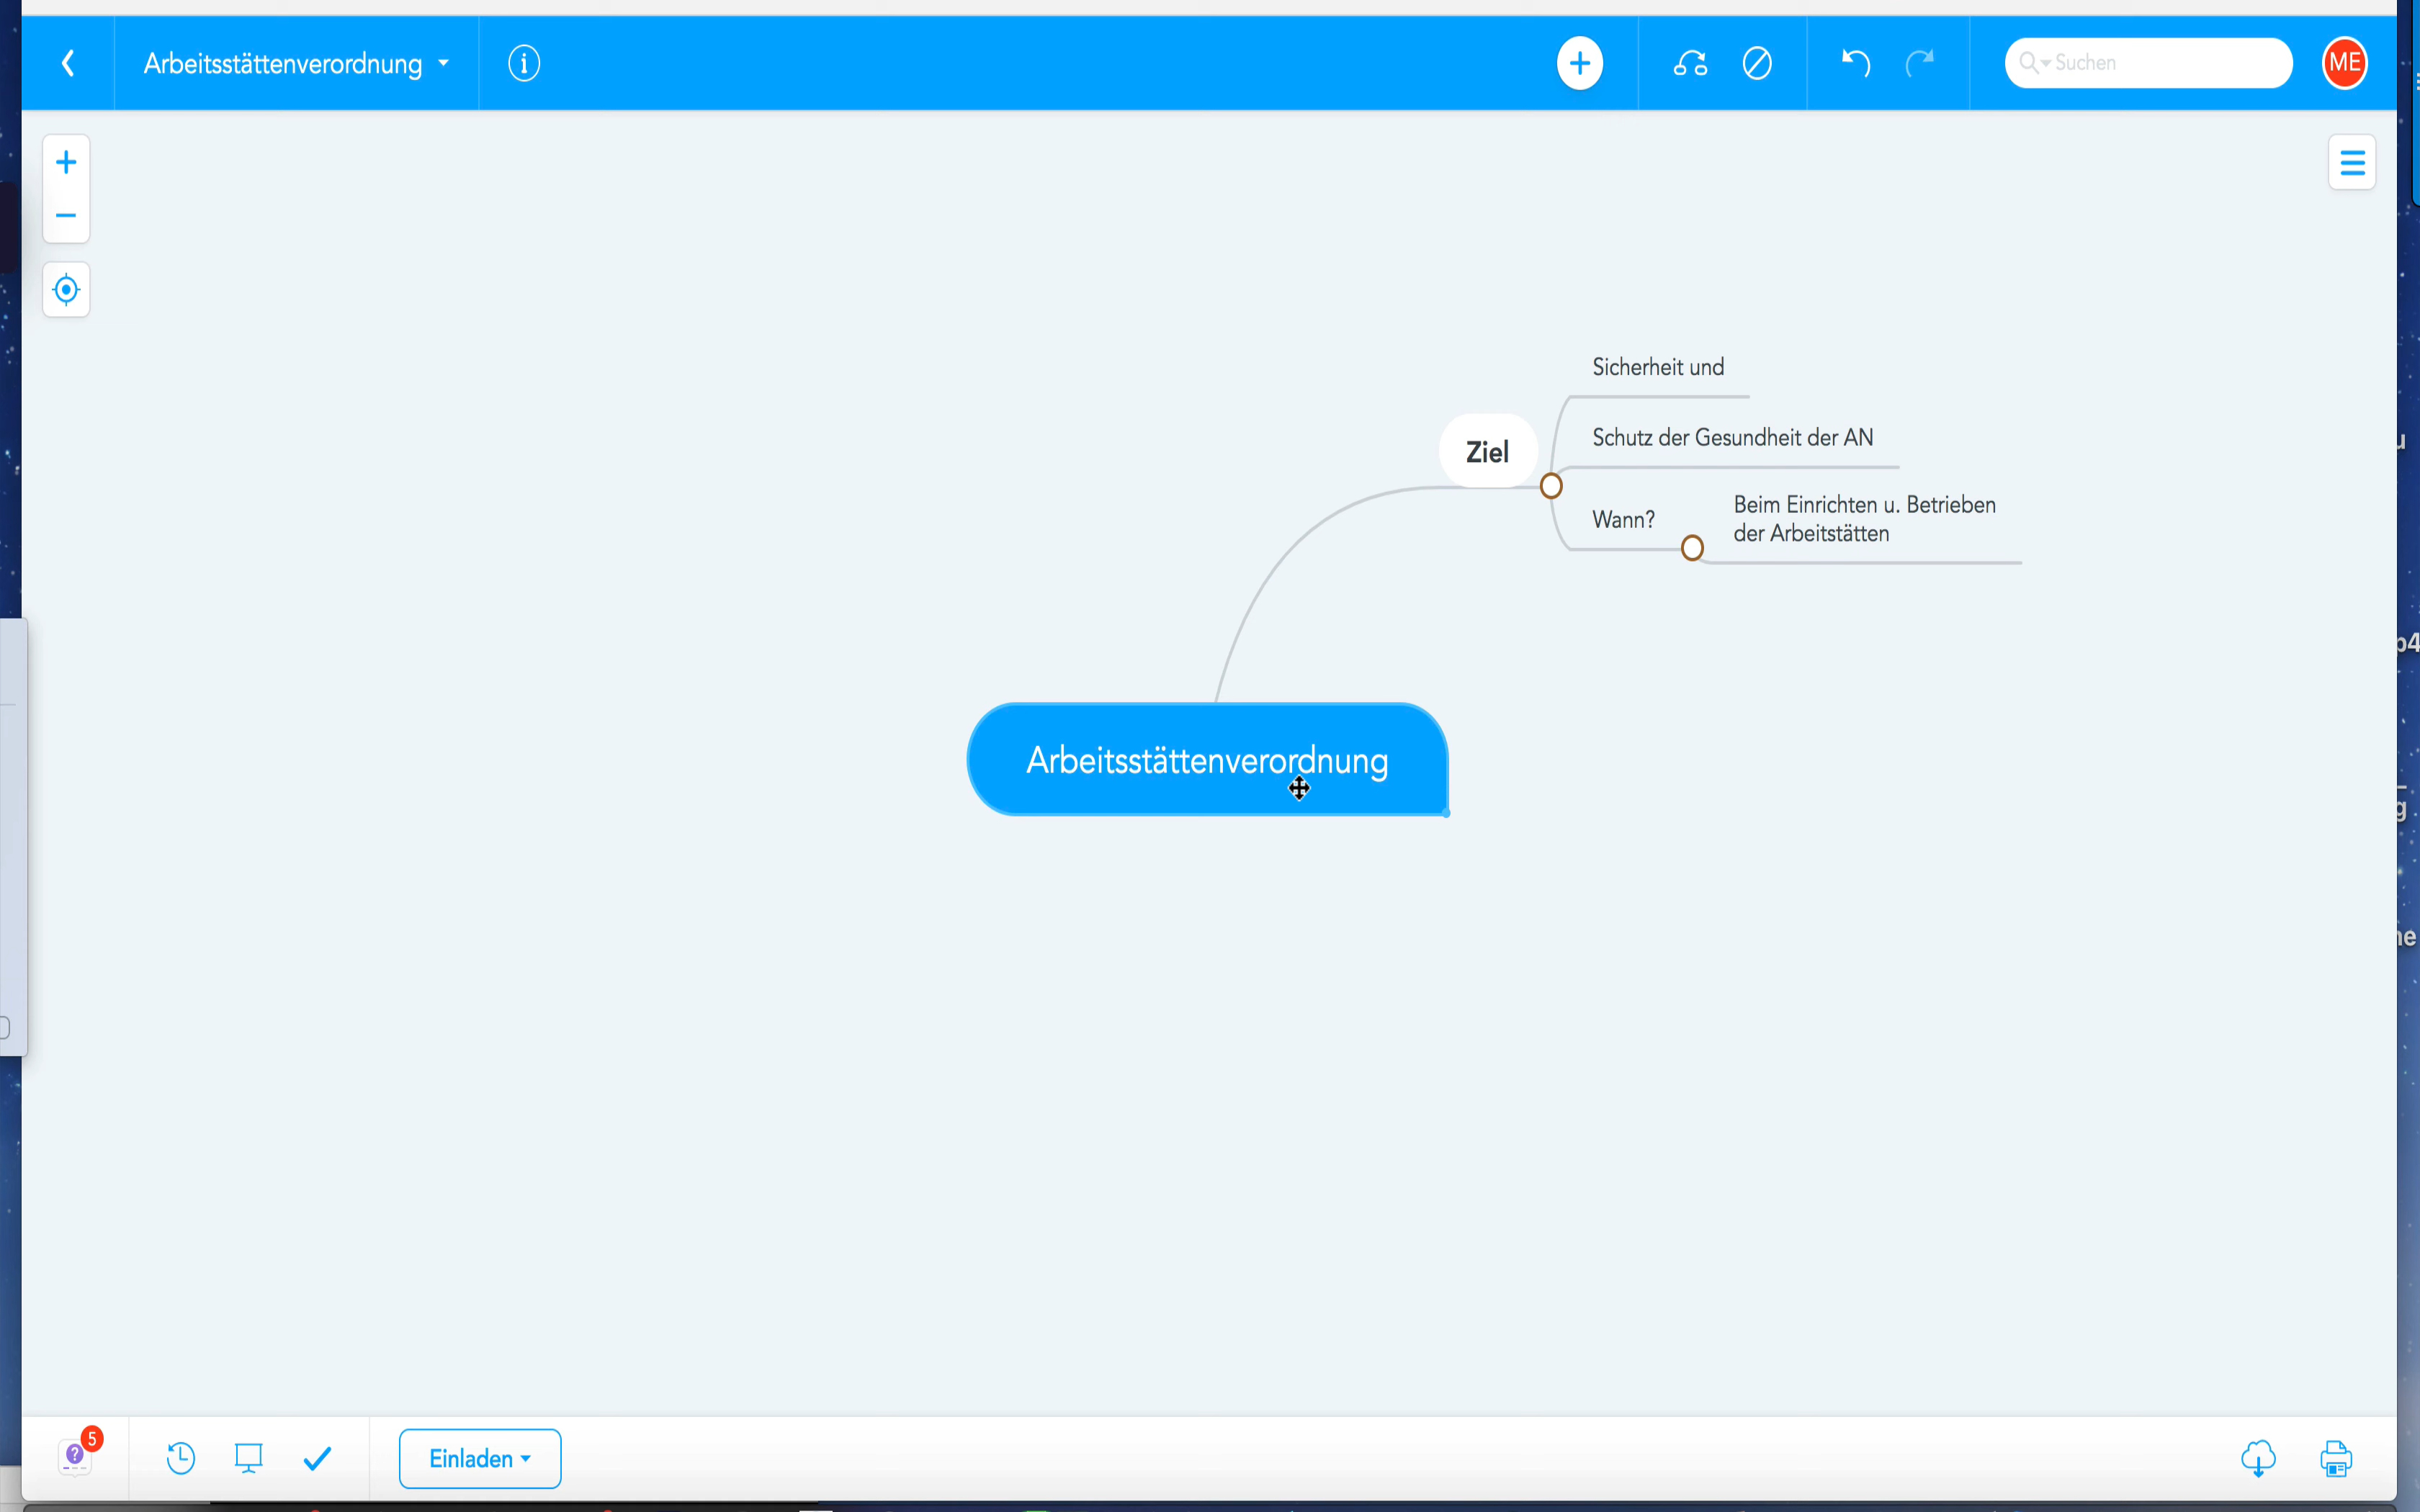 Arbeitsstättenverordnung
i
Suchen
ME
Sicherheit und
Schutz der Gesundheit der AN
Ziel
Wann?
Beim Einrichten u. Betrieben
der Arbeitstätten
Arbeitsstättenverordnung
5
?
Einladen
p4
g